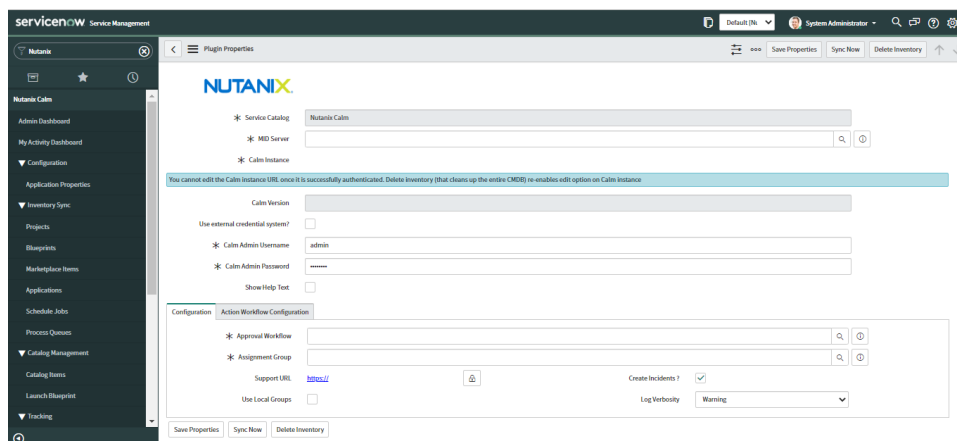 servicenow Service Management
Default [Nu
System Administrator
Nutanix
Plugin Properties
Save Properties
Sync Now
Delete Inventory
Nutanix Calm
Admin Dashboard
My Activity Dashboard
Configuration
Application Properties
Inventory Sync
Projects
Blueprints
Marketplace Items
Applications
Schedule Jobs
Process Queues
Catalog Management
Catalog Items
Launch Blueprint
Tracking
NUTANIX.
Service Catalog
Nutanix Calm
MID Server
Calm Instance
You cannot edit the Calm instance URL once it is successfully authenticated. Delete inventory (that cleans up the entire CMDB) re-enables edit option on Calm instance
Calm Version
Use external credential system?
Calm Admin Username
admin
Calm Admin Password
Show Help Text
Configuration
Action Workflow Configuration
Approval Workflow
Assignment Group
Support URL
https://
Create Incidents ?
Use Local Groups
Log Verbosity
Warning
Save Properties
Sync Now
Delete Inventory